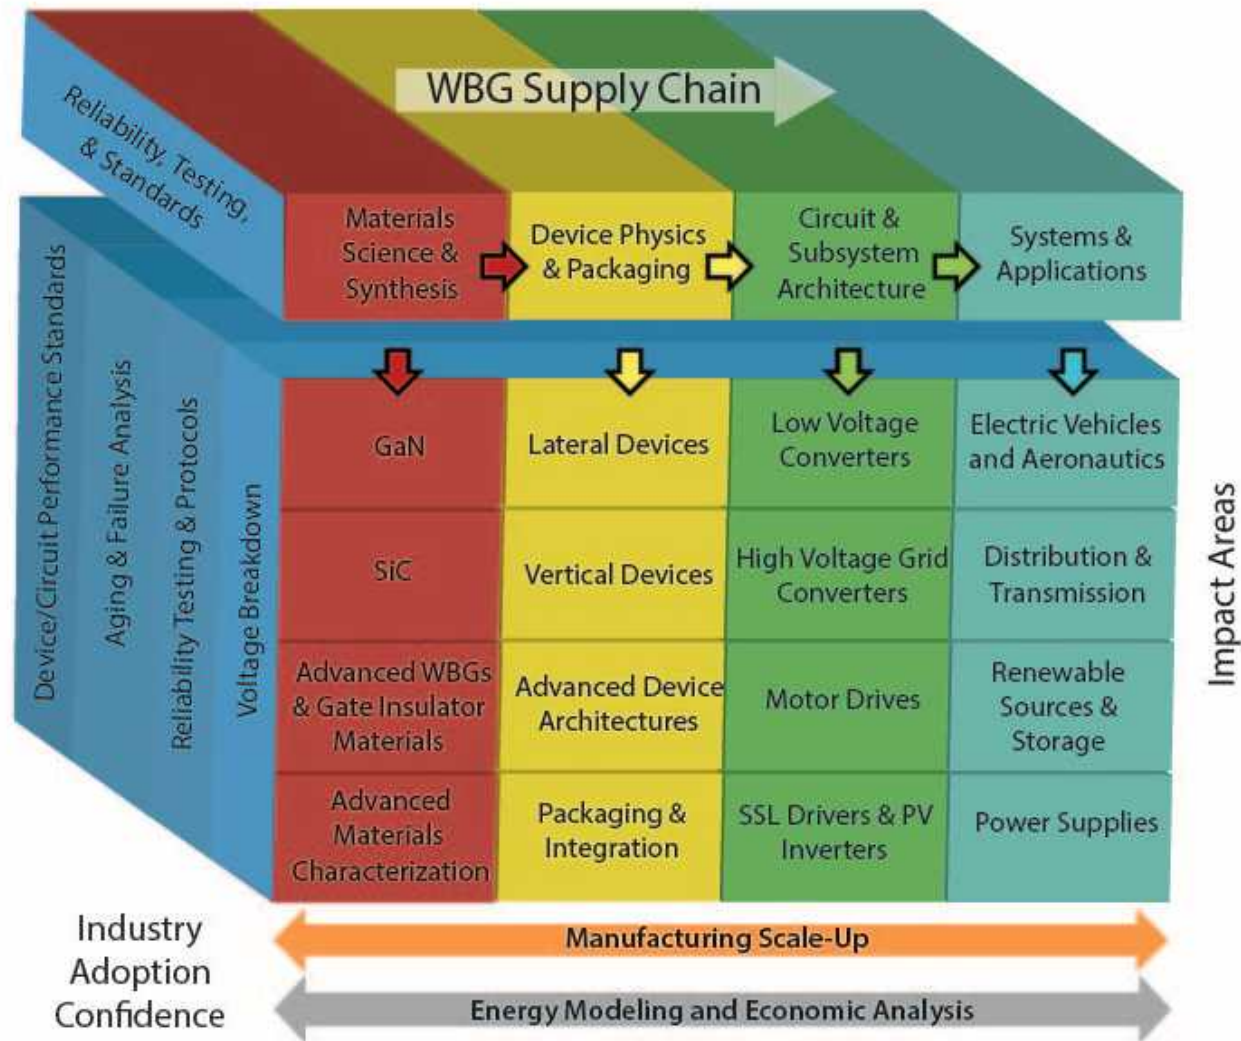 WBG Supply Chain
Reliability, Testing,
& Standards
Materials
Science &
Synthesis
Device Physics
& Packaging
Circuit &
Subsystem
Architecture
Systems &
Applications
Device/Circuit Performance Standards
Aging & Failure Analysis
Reliability Testing & Protocols
Voltage Breakdown
GaN
Lateral Devices
Low Voltage
Converters
Electric Vehicles
and Aeronautics
SiC
Vertical Devices
High Voltage Grid
Converters
Distribution &
Transmission
Advanced WBGs
& Gate Insulator
Materials
Advanced Device
Architectures
Motor Drives
Renewable
Sources &
Storage
Advanced
Materials
Characterization
Packaging &
Integration
SSL Drivers & PV
Inverters
Power Supplies
Impact Areas
Industry
Adoption
Confidence
Manufacturing Scale-Up
Energy Modeling and Economic Analysis